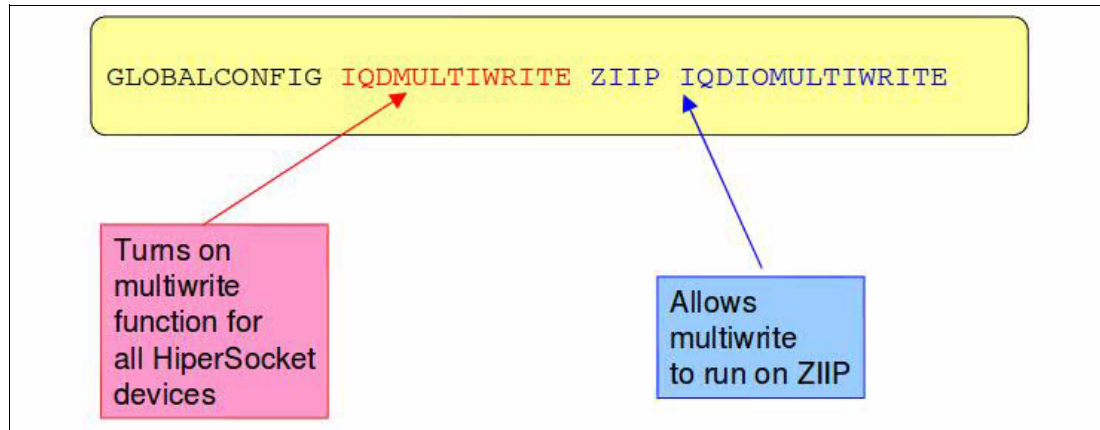 GLOBALCONFIG IQDMULTIWRITE ZIIP IQDIOMULTIWRITE
Turns on
multiwrite
function for
all HiperSocket
devices
Allows
multiwrite
to run on ZIIP